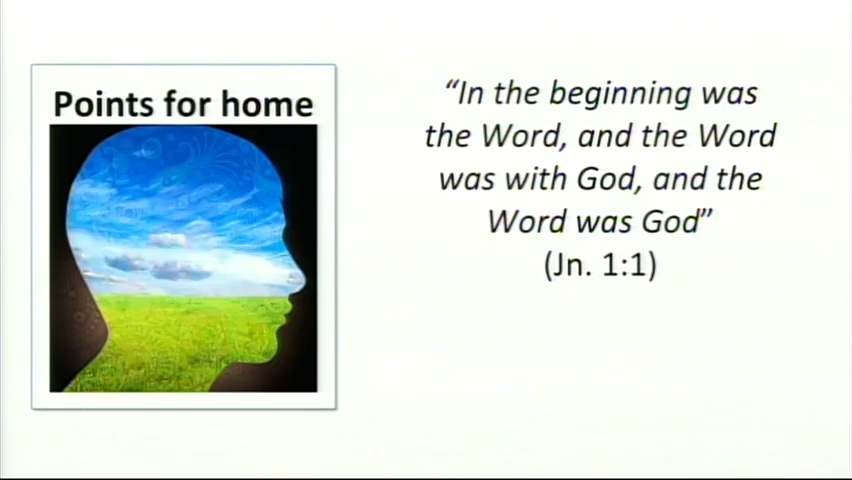 Points for home
“In the beginning was
the Word, and the Word
was with God, and the
Word was God”
(Jn. 1:1)